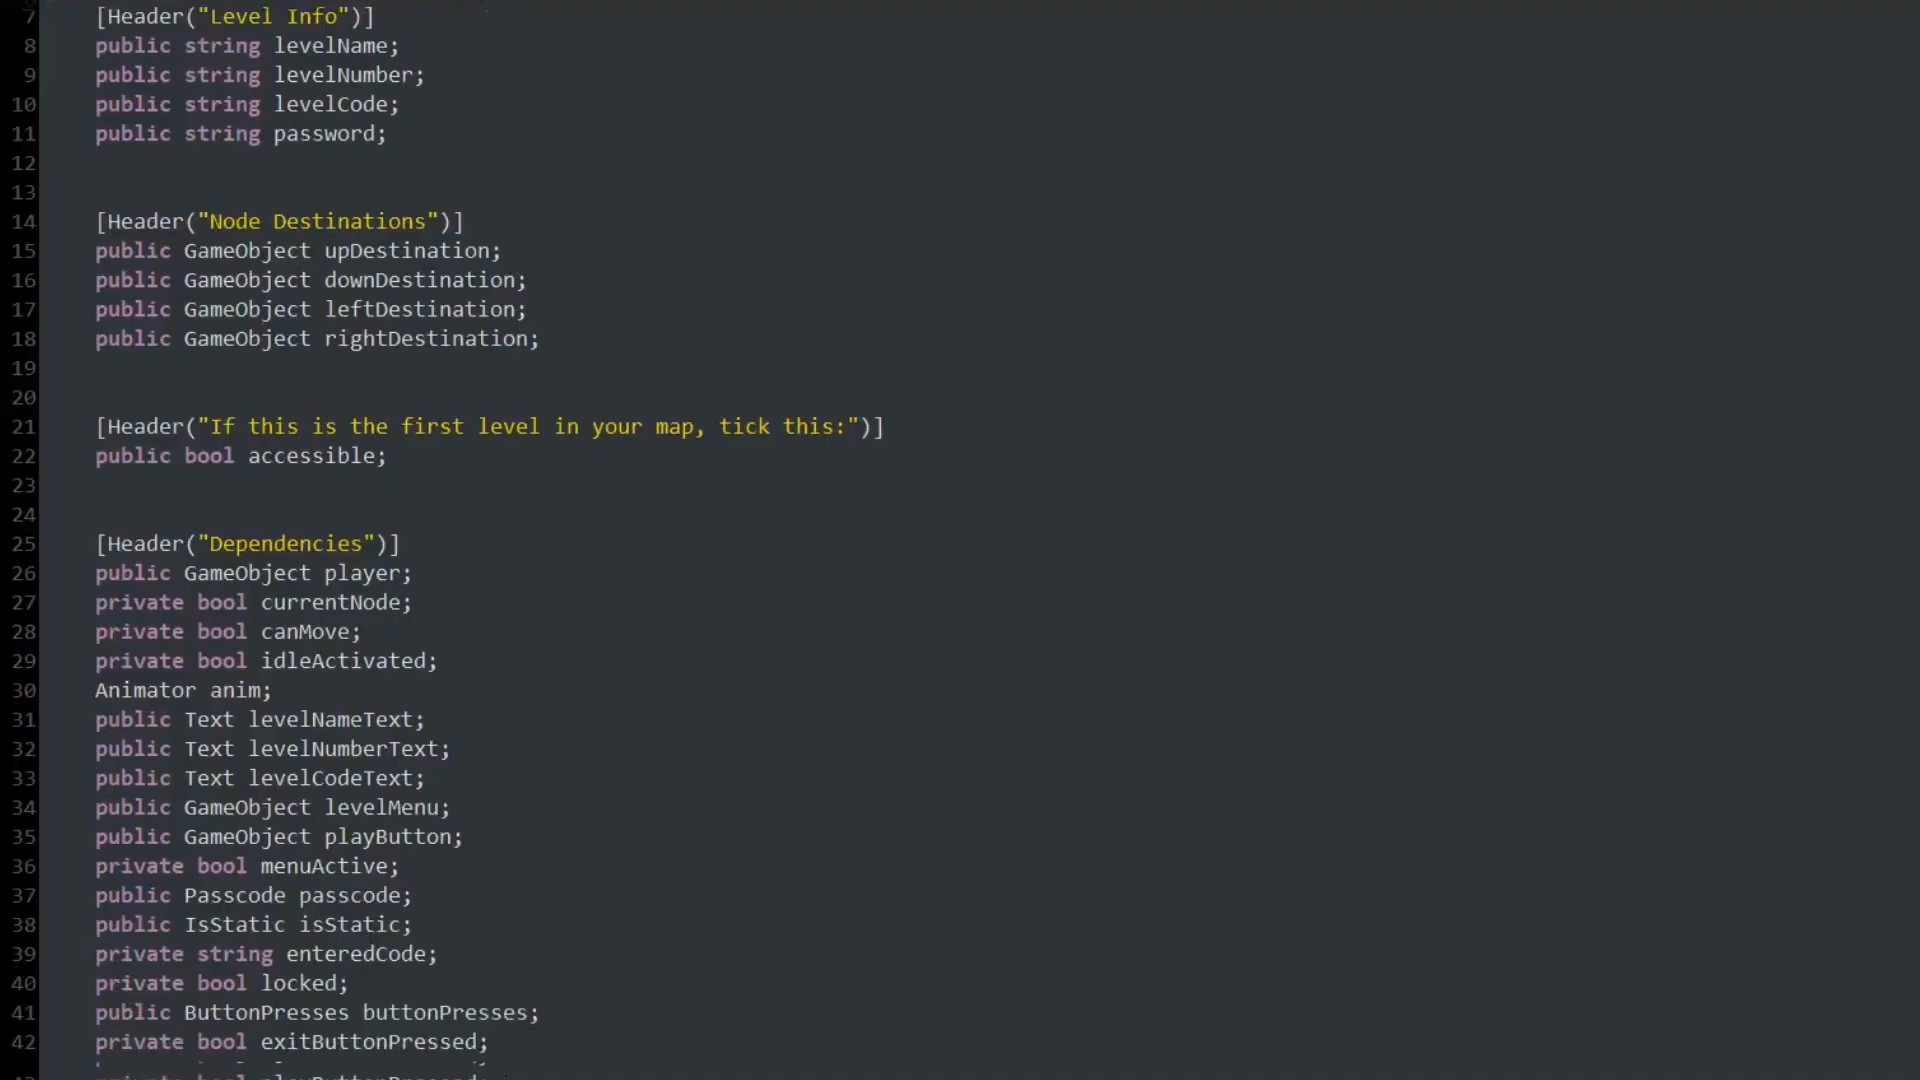 7 [Header("Level Info")]
8 public string levelName;
9 public string levelNumber;
10 public string levelCode;
11 public string password;
12
13
14 [Header("Node Destinations")]
15 public GameObject upDestination;
16 public GameObject downDestination;
17 public GameObject leftDestination;
18 public GameObject rightDestination;
19
20
21 [Header("If this is the first level in your map, tick this:")]
22 public bool accessible;
23
24
25 [Header("Dependencies")]
26 public GameObject player;
27 private bool currentNode;
28 private bool canMove;
29 private bool idleActivated;
30 Animator anim;
31 public Text levelNameText;
32 public Text levelNumberText;
33 public Text levelCodeText;
34 public GameObject levelMenu;
35 public GameObject playButton;
36 private bool menuActive;
37 public Passcode passcode;
38 public IsStatic isStatic;
39 private string enteredCode;
40 private bool locked;
41 public ButtonPresses buttonPresses;
42 private bool exitButtonPressed;